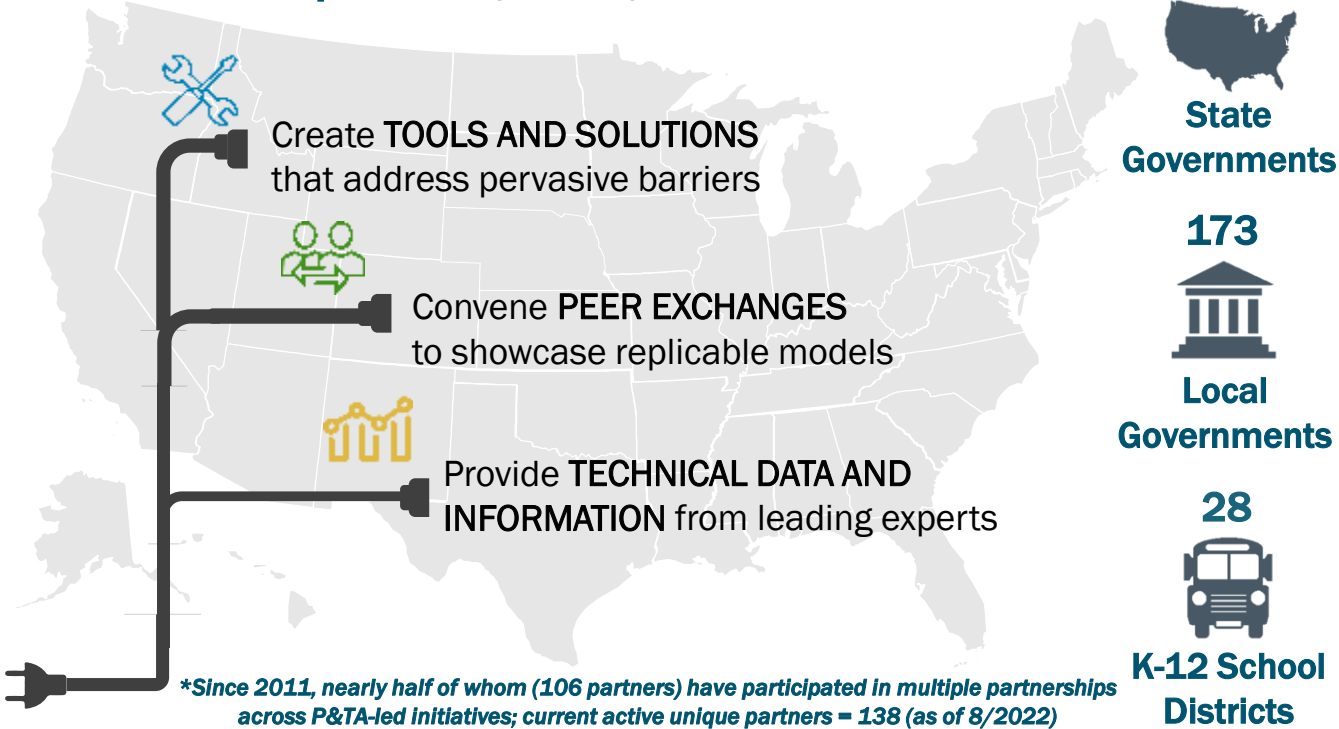 Create TOOLS AND SOLUTIONS
that address pervasive barriers
Convene PEER EXCHANGES
to showcase replicable models
Provide TECHNICAL DATA AND
INFORMATION from leading experts
*Since 2011, nearly half of whom (106 partners) have participated in multiple partnerships
across P&TA-led initiatives; current active unique partners = 138 (as of 8/2022)
State
Governments
173
Local
Governments
28
K-12 School
Districts